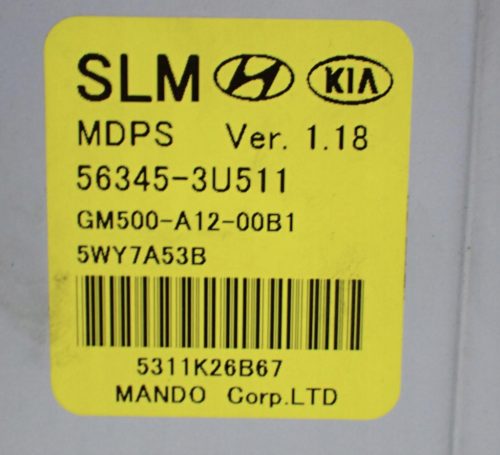 SLM H KIA
MDPS Ver. 1.18
56345-3U511
GM500-A12-00B1
5WY7A53B
5311K26B67
MANDO Corp.LTD